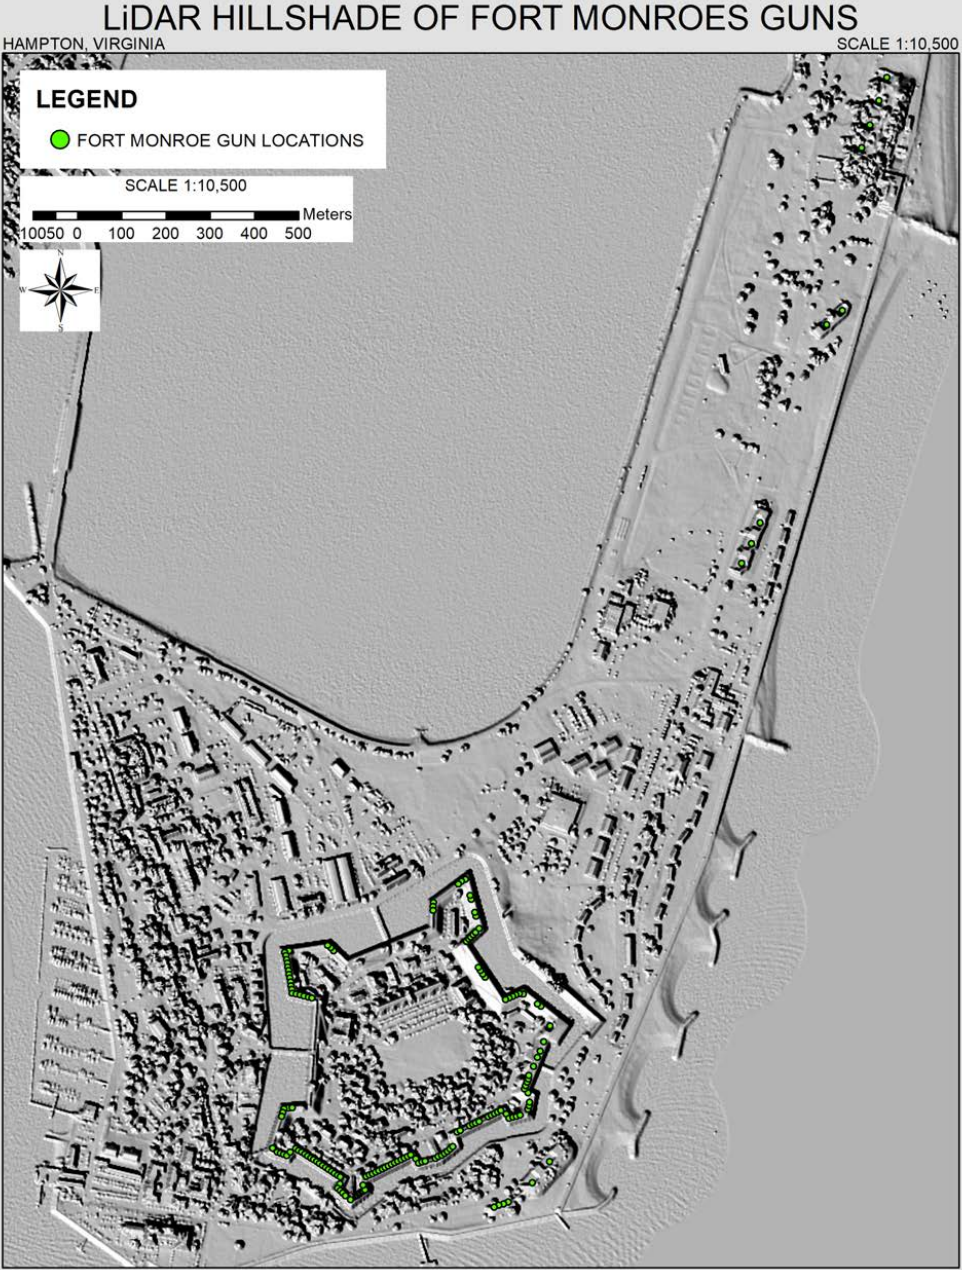 LiDAR HILLSHADE OF FORT MONROES GUNS
HAMPTON, VIRGINIA SCALE 1:10,500
LEGEND
FORT MONROE GUN LOCATIONS
SCALE 1:10,500
Meters
10050 0 100 200 300 400 500
N
W E
S